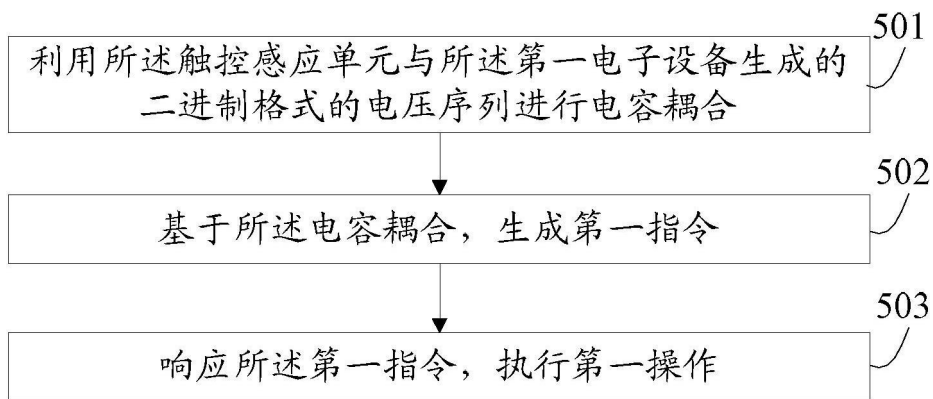 501
利用所述触控感应单元与所述第一电子设备生成的
二进制格式的电压序列进行电容耦合
502
基于所述电容耦合，生成第一指令
503
响应所述第一指令，执行第一操作